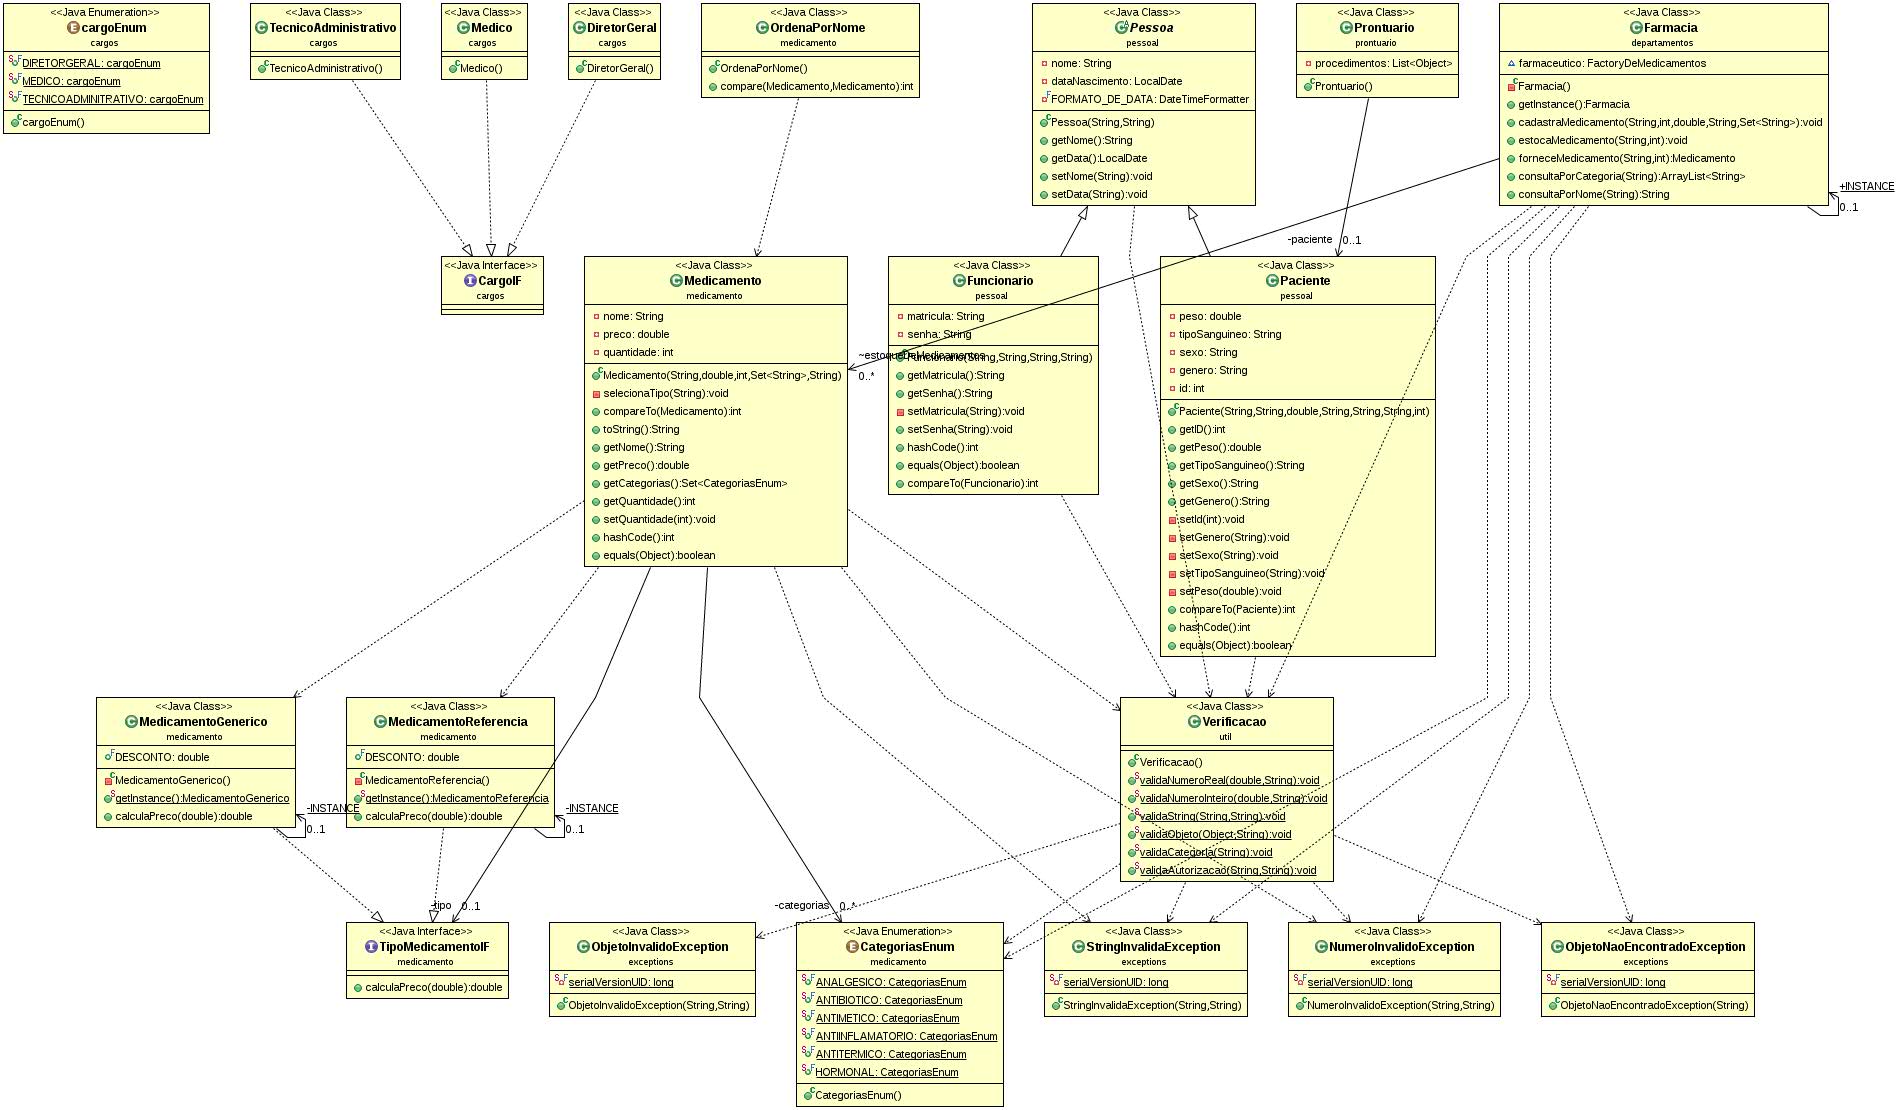 <<Java Enumeration>>
cargoEnum
cargos
DIRETORGERAL: cargoEnum
MEDICO: cargoEnum
TECNICOADMINITRATIVO: cargoEnum
cargoEnum()
<<Java Class>>
TecnicoAdministrativo
cargos
TecnicoAdministrativo()
<<Java Class>>
Medico
cargos
Medico()
<<Java Class>>
DiretorGeral
cargos
DiretorGeral()
<<Java Class>>
OrdenaPorNome
medicamento
OrdenaPorNome()
compare(Medicamento,Medicamento):int
<<Java Class>>
Pessoa
pessoal
nome: String
dataNascimento: LocalDate
FORMATO_DE_DATA: DateTimeFormatter
Pessoa(String,String)
getNome():String
getData():LocalDate
setNome(String):void
setData(String):void
<<Java Class>>
Prontuario
prontuario
procedimentos: List<Object>
Prontuario()
<<Java Class>>
Farmacia
departamentos
farmaceutico: FactoryDeMedicamentos
Farmacia()
getInstance():Farmacia
cadastraMedicamento(String,int,double,String,Set<String>):void
estocaMedicamento(String,int):void
forneceMedicamento(String,int):Medicamento
consultaPorCategoria(String):ArrayList<String>
consultaPorNome(String):String
+INSTANCE
0..1
-paciente
0..1
<<Java Interface>>
CargoIF
cargos
<<Java Class>>
Medicamento
medicamento
nome: String
preco: double
quantidade: int
Medicamento(String,double,int,Set<String>,String)
selecionaTipo(String):void
compareTo(Medicamento):int
toString():String
getNome():String
getPreco():double
getCategorias():Set<CategoriasEnum>
getQuantidade():int
setQuantidade(int):void
hashCode():int
equals(Object):boolean
~estoqueDeMedicamentos
0..*
<<Java Class>>
Funcionario
pessoal
matricula: String
senha: String
Funcionario(String,String,String,String)
getMatricula():String
getSenha():String
setMatricula(String):void
setSenha(String):void
hashCode():int
equals(Object):boolean
compareTo(Funcionario):int
<<Java Class>>
Paciente
pessoal
peso: double
tipoSanguineo: String
sexo: String
genero: String
id: int
Paciente(String,String,double,String,String,String,int)
getID():int
getPeso():double
getTipoSanguineo():String
getSexo():String
getGenero():String
setId(int):void
setGenero(String):void
setSexo(String):void
setTipoSanguineo(String):void
setPeso(double):void
compareTo(Paciente):int
hashCode():int
equals(Object):boolean
<<Java Class>>
MedicamentoGenerico
medicamento
DESCONTO: double
MedicamentoGenerico()
getInstance():MedicamentoGenerico
calculaPreco(double):double
-INSTANCE
0..1
<<Java Class>>
MedicamentoReferencia
medicamento
DESCONTO: double
MedicamentoReferencia()
getInstance():MedicamentoReferencia
calculaPreco(double):double
-INSTANCE
0..1
<<Java Class>>
Verificacao
util
Verificacao()
validaNumeroReal(double,String):void
validaNumeroInteiro(double,String):void
validaString(String,String):void
validaObjeto(Object,String):void
validaCategoria(String):void
validaAutorizacao(String,String):void
-tipo
0..1
-categorias
0..*
<<Java Interface>>
TipoMedicamentoIF
medicamento
calculaPreco(double):double
<<Java Class>>
ObjetoInvalidoException
exceptions
serialVersionUID: long
ObjetoInvalidoException(String,String)
<<Java Enumeration>>
CategoriasEnum
medicamento
ANALGESICO: CategoriasEnum
ANTIBIOTICO: CategoriasEnum
ANTIMETICO: CategoriasEnum
ANTIINFLAMATORIO: CategoriasEnum
ANTITERMICO: CategoriasEnum
HORMONAL: CategoriasEnum
CategoriasEnum()
<<Java Class>>
StringInvalidaException
exceptions
serialVersionUID: long
StringInvalidaException(String,String)
<<Java Class>>
NumeroInvalidoException
exceptions
serialVersionUID: long
NumeroInvalidoException(String,String)
<<Java Class>>
ObjetoNaoEncontradoException
exceptions
serialVersionUID: long
ObjetoNaoEncontradoException(String)